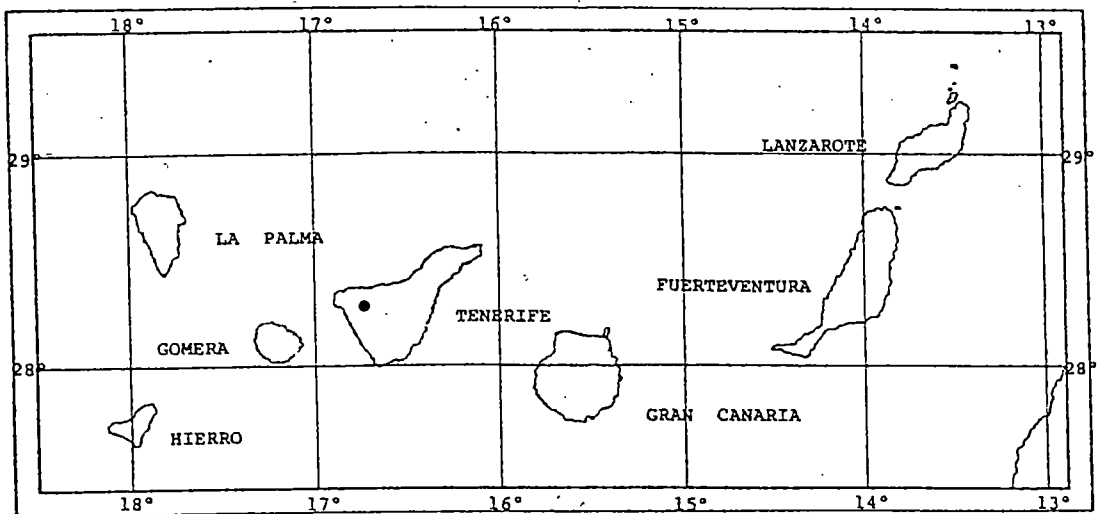 18° 17° 16° 15° 14° 13°
LANZAROTE
29° 29°
LA PALMA
FUERTEVENTURA
TENERIFE
GOMERA
28° 28°
GRAN CANARIA
HIERRO
18° 17° 16° 15° 14° 13°